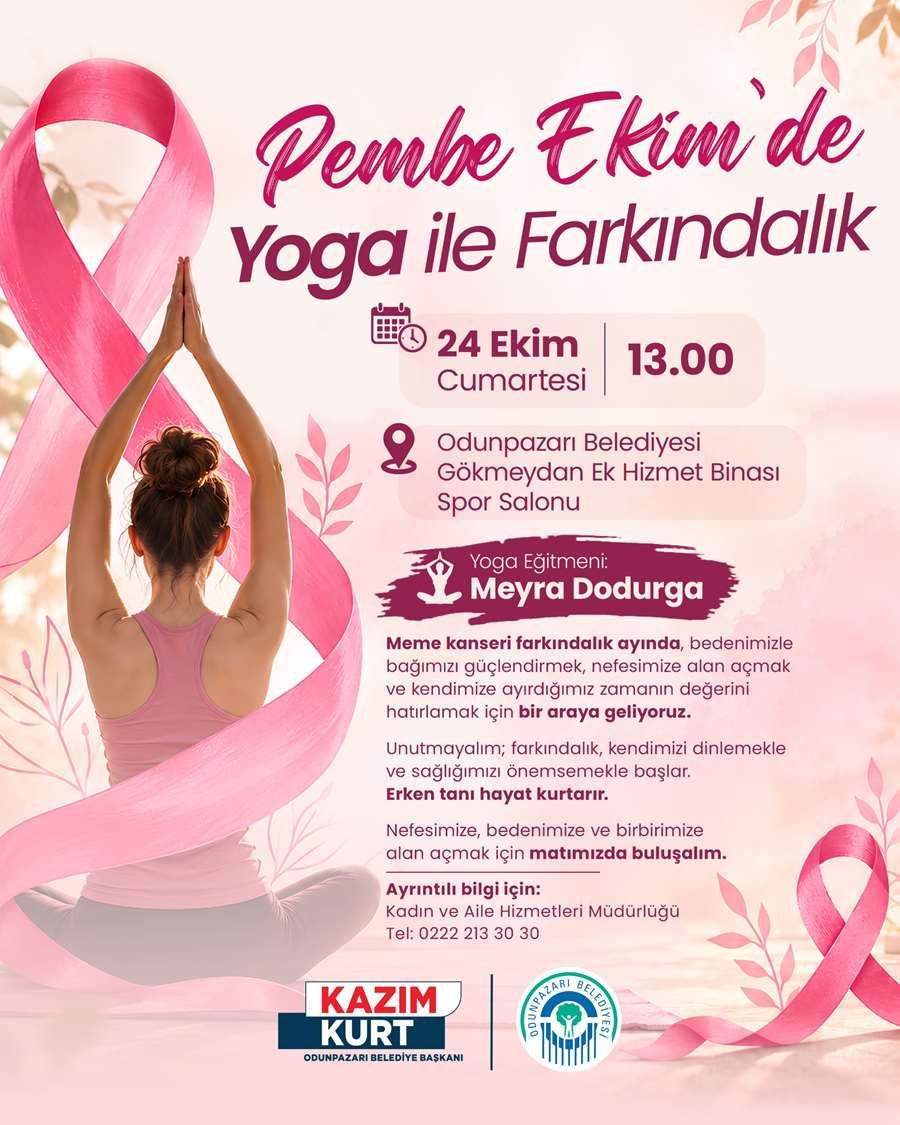 Pembe Ekim'de
Yoga ile Farkındalık
24 Ekim
Cumartesi
13.00
Odunpazarı Belediyesi
Gökmeydan Ek Hizmet Binası
Spor Salonu
Yoga Eğitmeni:
Meyra Dodurga
Meme kanseri farkındalık ayında, bedenimizle
bağımızı güçlendirmek, nefesimize alan açmak
ve kendimize ayırdığımız zamanın değerini
hatırlamak için bir araya geliyoruz.
Unutmayalım; farkındalık, kendimizi dinlemekle
ve sağlığımızı önemsemekle başlar.
Erken tanı hayat kurtarır.
Nefesimize, bedenimize ve birbirimize
alan açmak için matımızda buluşalım.
Ayrıntılı bilgi için:
Kadın ve Aile Hizmetleri Müdürlüğü
Tel: 0222 213 30 30
KAZIM
KURT
ODUNPAZARI BELEDİYE BAŞKANI
ODUNPAZARI BELEDİYESİ